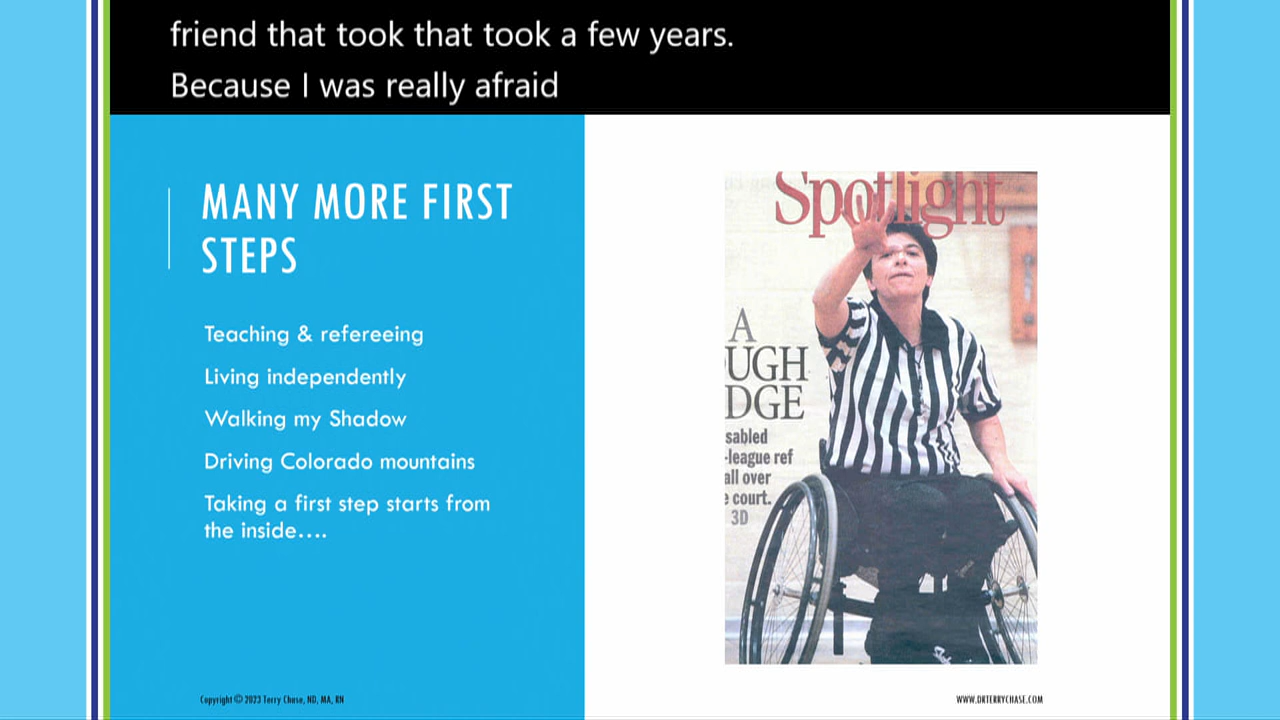 friend that took that took a few years.
Because I was really afraid
MANY MORE FIRST
STEPS
Teaching & refereeing
Living independently
Walking my Shadow
Driving Colorado mountains
Taking a first step starts from
the inside....
Spotlight
A
UGH
DGE
sabled
-league ref
all over
e court.
3D
Copyright © 2023 Terry Chase, ND, MA, RN
WWW.DRTERRYCHASE.COM